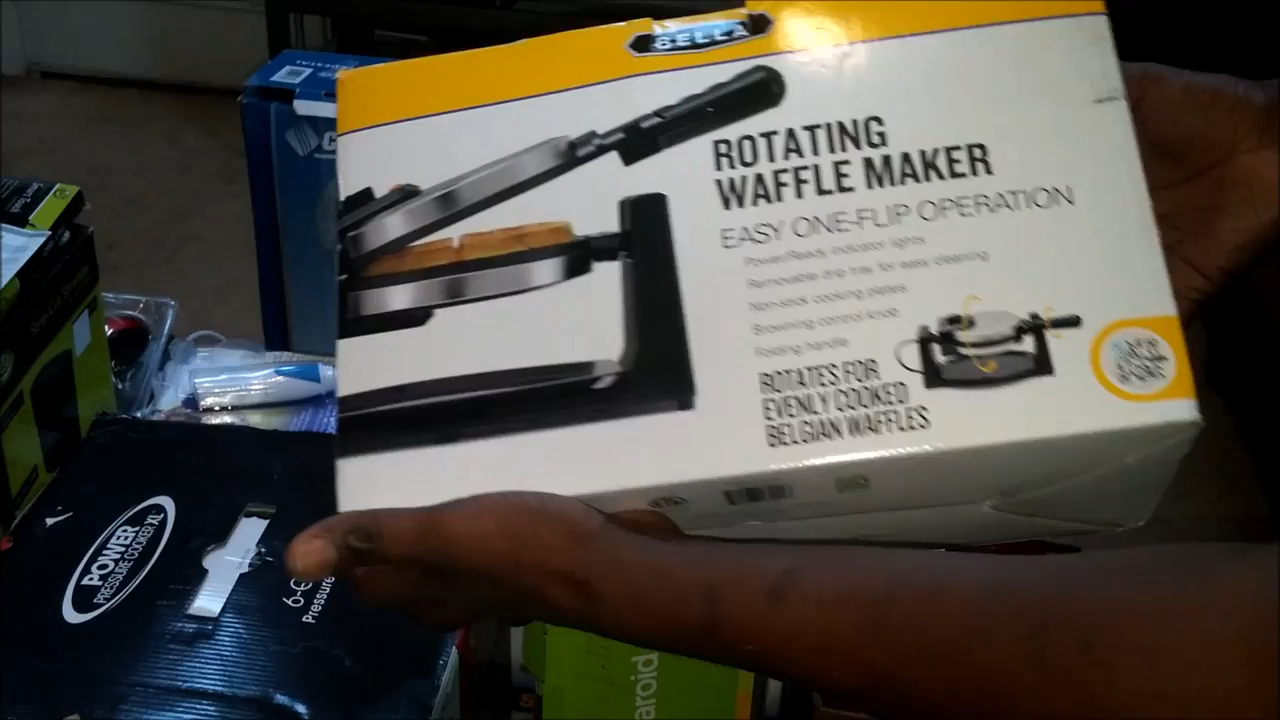 BELLA
ROTATING
WAFFLE MAKER
EASY ONE-FLIP OPERATION
Power/Ready indicator lights
Removable drip tray for easy cleaning
Non-stick cooking plates
Browning control knob
Folding handle
ROTATES FOR
EVENLY COOKED
BELGIAN WAFFLES
POWER
PRESSURE COOKER XL
6-
Pressure
aroid